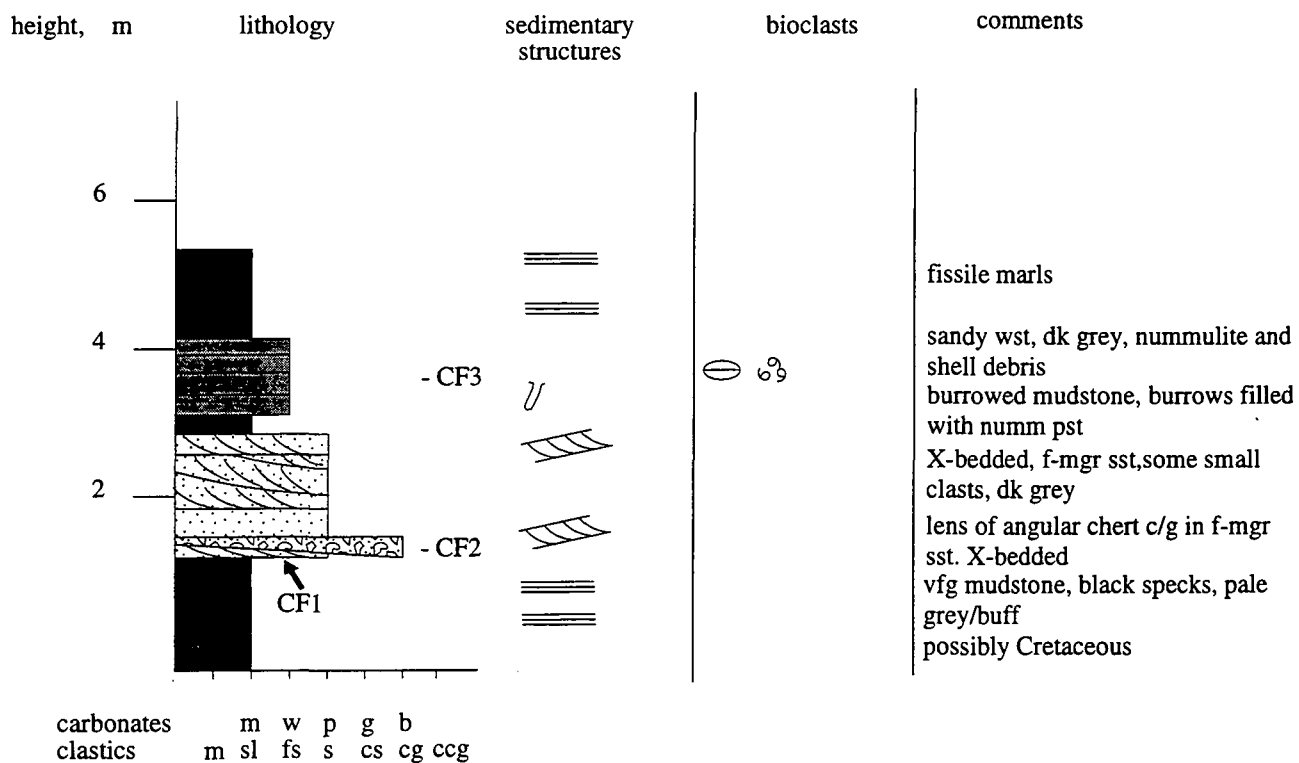 height, m lithology sedimentary structures bioclasts comments
6
4
2
- CF3
- CF2
CF1
fissile marls
sandy wst, dk grey, nummulite and
shell debris
burrowed mudstone, burrows filled
with numm pst
X-bedded, f-mgr sst,some small
clasts, dk grey
lens of angular chert c/g in f-mgr
sst. X-bedded
vfg mudstone, black specks, pale
grey/buff
possibly Cretaceous
carbonates m w p g b
clastics m sl fs s cs cg ccg